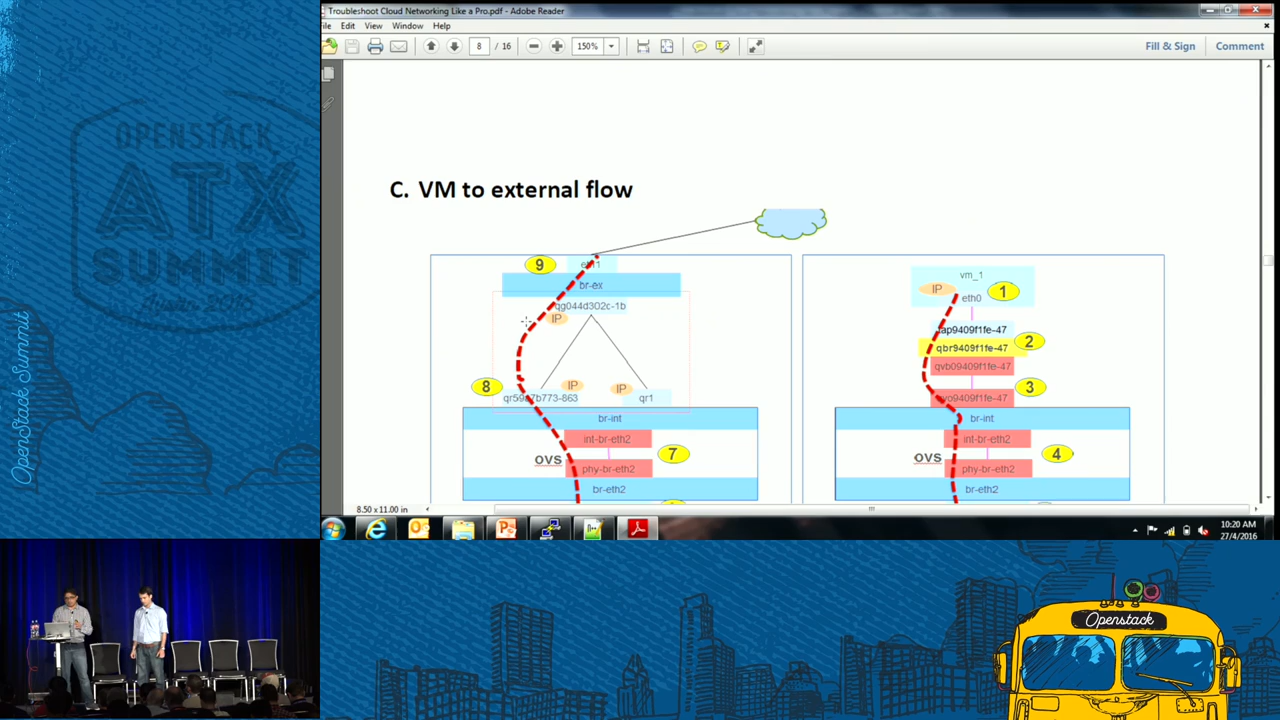 Troubleshoot Cloud Networking Like a Pro.pdf - Adobe Reader
File Edit View Window Help
8 / 16 150% Fill & Sign Comment
OPENSTACK
ATX
SUMMIT
OpenStack Summit
C. VM to external flow
9 eth1
br-ex
qg044d302c-1b
IP
8 IP IP
qr1
br-int
int-br-eth2
7
OVS
phy-br-eth2
br-eth2
vm_1
IP 1
eth0
tap9409f1fe-47
2
qbr9409f1fe-47
qvb09409f1fe-47
3
qvo9409f1fe-47
br-int
int-br-eth2
4
OVS
phy-br-eth2
br-eth2
8.50 x 11.00 in
10:20 AM
27/4/2016
Openstack